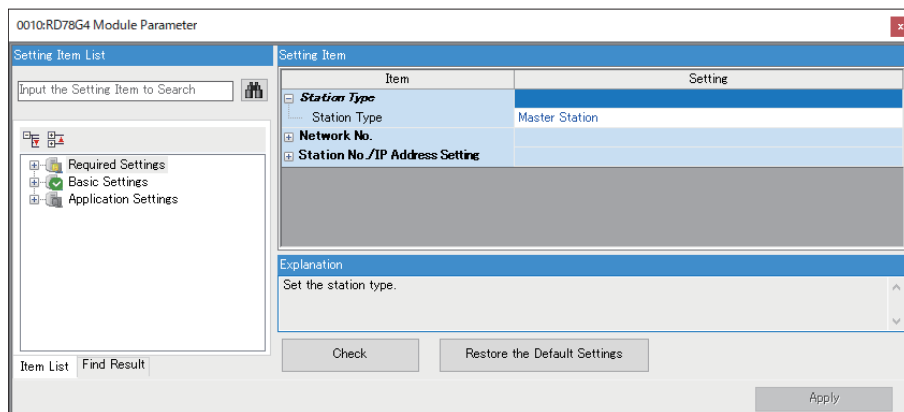 0010:RD78G4 Module Parameter
x
Setting Item List
Input the Setting Item to Search
Required Settings
Basic Settings
Application Settings
Item List
Find Result
Setting Item
Item
Setting
Station Type
Station Type
Master Station
Network No.
Station No./IP Address Setting
Explanation
Set the station type.
Check
Restore the Default Settings
Apply